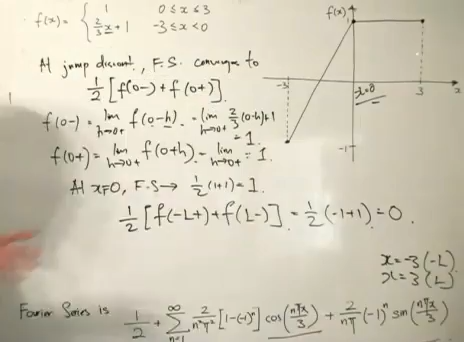 f(x) = { 1 0 ≤ x ≤ 3
2/3 x + 1 -3 ≤ x < 0
f(x)
1
-3
x=0
3
x
-1
At jump discont, F.S. converges to
1/2 [f(0-) + f(0+)]
f(0-) = lim h→0+ f(0-h) = lim h→0+ 2/3 (0-h)+1 = 1.
f(0+) = lim h→0+ f(0+h) = lim h→0+ = 1.
At x=0, F.S → 1/2 (1+1) = 1.
1/2 [f(-L+) + f(L-)] = 1/2 (-1+1) = 0.
x = -3 (-L)
x = 3 (L)
Fourier Series is 1/2 + ∞ Σ n=1 2/n²π² [1-(-1)ⁿ] cos(nπx/3) + 2/nπ (-1)ⁿ sin(nπx/3)